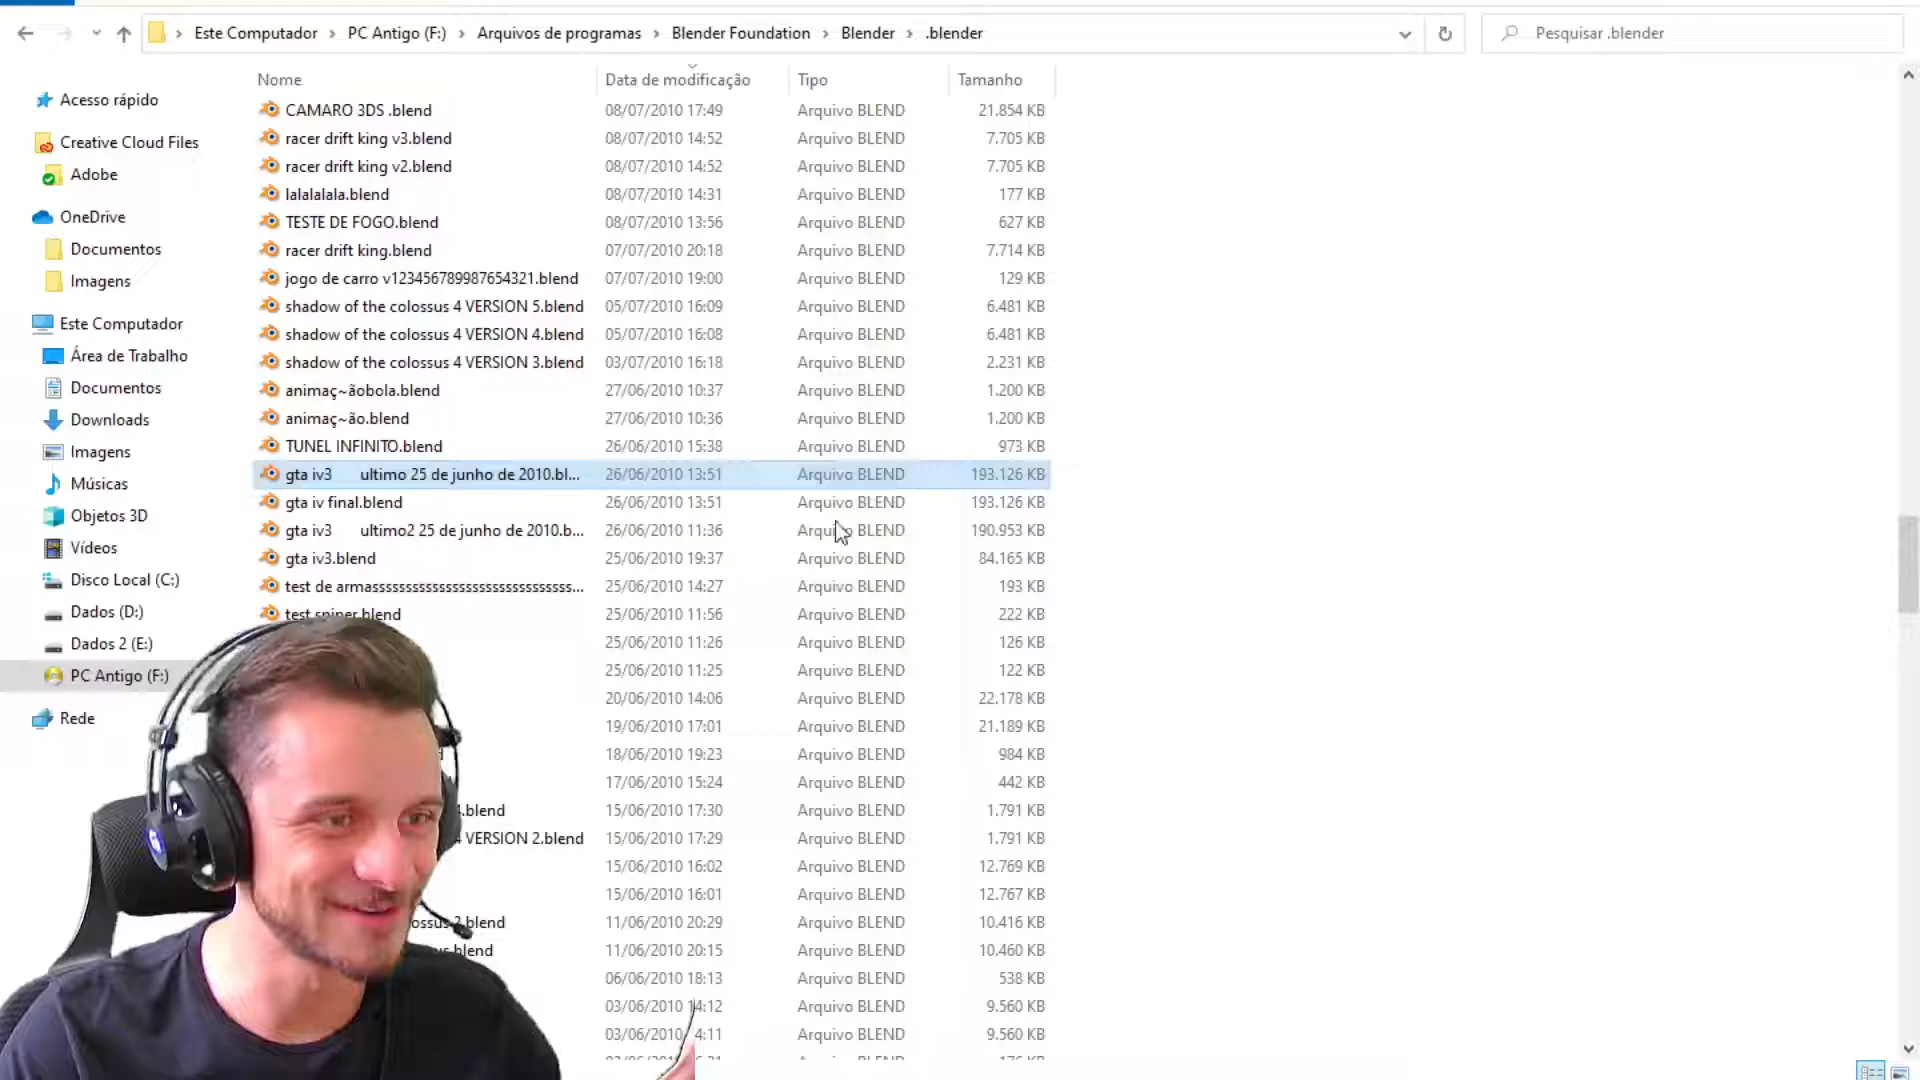 Este Computador > PC Antigo (F:) > Arquivos de programas > Blender Foundation > Blender > .blender
Pesquisar .blender
Nome Data de modificação Tipo Tamanho
Acesso rápido
Creative Cloud Files
Adobe
OneDrive
Documentos
Imagens
Este Computador
Área de Trabalho
Documentos
Downloads
Imagens
Músicas
Objetos 3D
Vídeos
Disco Local (C:)
Dados (D:)
Dados 2 (E:)
PC Antigo (F:)
Rede
CAMARO 3DS .blend 08/07/2010 17:49 Arquivo BLEND 21.854 KB
racer drift king v3.blend 08/07/2010 14:52 Arquivo BLEND 7.705 KB
racer drift king v2.blend 08/07/2010 14:52 Arquivo BLEND 7.705 KB
lalalalala.blend 08/07/2010 14:31 Arquivo BLEND 177 KB
TESTE DE FOGO.blend 08/07/2010 13:56 Arquivo BLEND 627 KB
racer drift king.blend 07/07/2010 20:18 Arquivo BLEND 7.714 KB
jogo de carro v123456789987654321.blend 07/07/2010 19:00 Arquivo BLEND 129 KB
shadow of the colossus 4 VERSION 5.blend 05/07/2010 16:09 Arquivo BLEND 6.481 KB
shadow of the colossus 4 VERSION 4.blend 05/07/2010 16:08 Arquivo BLEND 6.481 KB
shadow of the colossus 4 VERSION 3.blend 03/07/2010 16:18 Arquivo BLEND 2.231 KB
animaç~ãobola.blend 27/06/2010 10:37 Arquivo BLEND 1.200 KB
animaç~ão.blend 27/06/2010 10:36 Arquivo BLEND 1.200 KB
TUNEL INFINITO.blend 26/06/2010 15:38 Arquivo BLEND 973 KB
gta iv3 ultimo 25 de junho de 2010.bl... 26/06/2010 13:51 Arquivo BLEND 193.126 KB
gta iv final.blend 26/06/2010 13:51 Arquivo BLEND 193.126 KB
gta iv3 ultimo2 25 de junho de 2010.b... 26/06/2010 11:36 Arquivo BLEND 190.953 KB
gta iv3.blend 25/06/2010 19:37 Arquivo BLEND 84.165 KB
test de armasssssssssssssssssssssssssssssss... 25/06/2010 14:27 Arquivo BLEND 193 KB
test sniper.blend 25/06/2010 11:56 Arquivo BLEND 222 KB
25/06/2010 11:26 Arquivo BLEND 126 KB
25/06/2010 11:25 Arquivo BLEND 122 KB
20/06/2010 14:06 Arquivo BLEND 22.178 KB
19/06/2010 17:01 Arquivo BLEND 21.189 KB
18/06/2010 19:23 Arquivo BLEND 984 KB
17/06/2010 15:24 Arquivo BLEND 442 KB
.blend 15/06/2010 17:30 Arquivo BLEND 1.791 KB
4 VERSION 2.blend 15/06/2010 17:29 Arquivo BLEND 1.791 KB
15/06/2010 16:02 Arquivo BLEND 12.769 KB
15/06/2010 16:01 Arquivo BLEND 12.767 KB
ossus 2.blend 11/06/2010 20:29 Arquivo BLEND 10.416 KB
us.blend 11/06/2010 20:15 Arquivo BLEND 10.460 KB
06/06/2010 18:13 Arquivo BLEND 538 KB
03/06/2010 14:12 Arquivo BLEND 9.560 KB
03/06/2010 4:11 Arquivo BLEND 9.560 KB